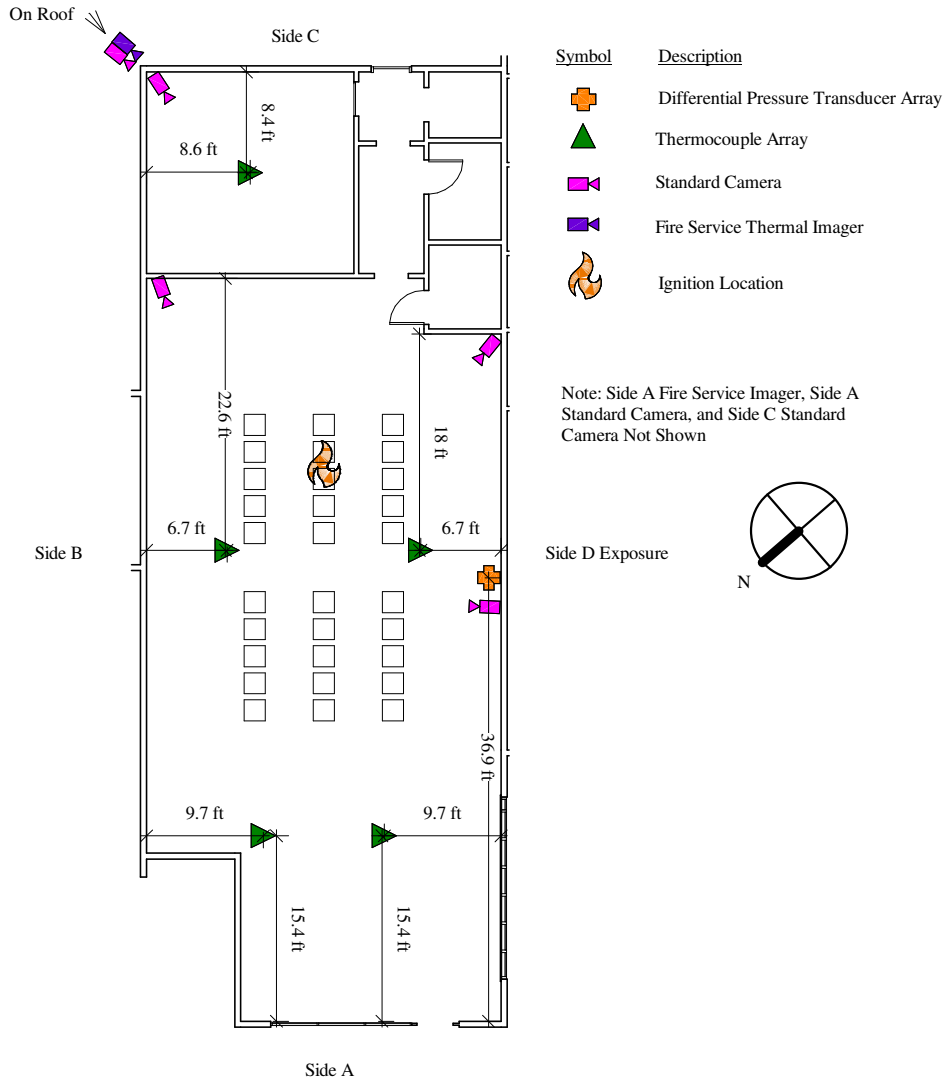 On Roof
Side C
Symbol
Description
Differential Pressure Transducer Array
Thermocouple Array
Standard Camera
Fire Service Thermal Imager
Ignition Location
8.4 ft
8.6 ft
Note: Side A Fire Service Imager, Side A
Standard Camera, and Side C Standard
Camera Not Shown
22.6 ft
18 ft
6.7 ft
6.7 ft
Side B
Side D Exposure
N
36.9 ft
9.7 ft
9.7 ft
15.4 ft
15.4 ft
Side A